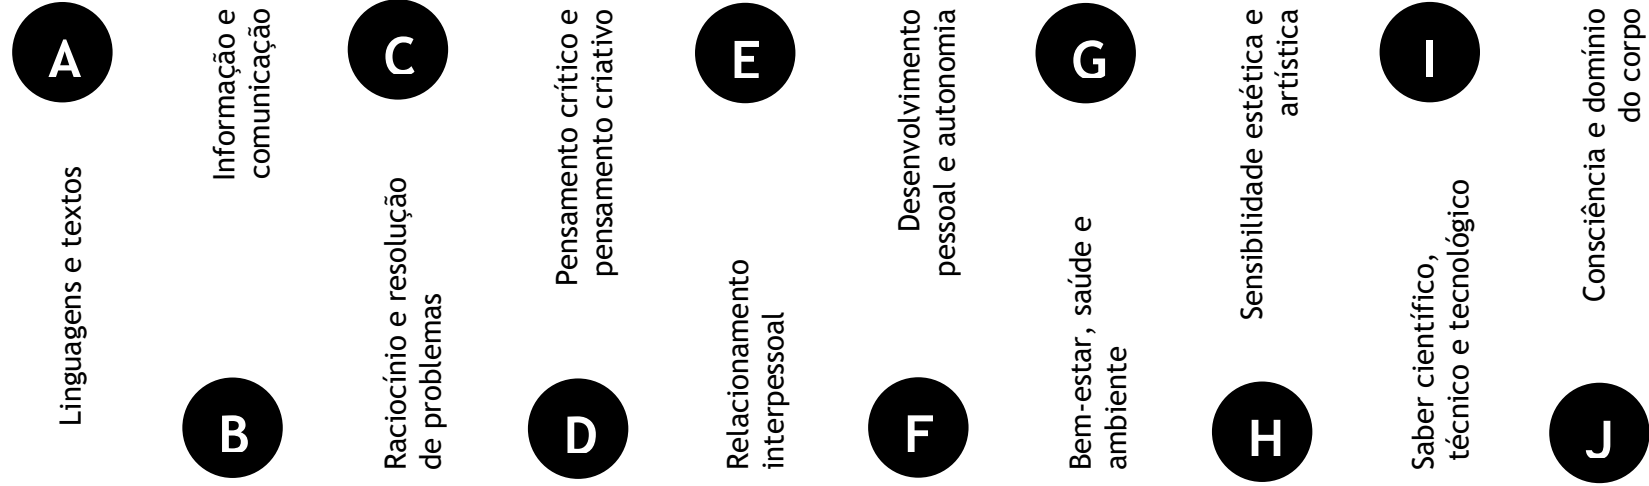 A
Linguagens e textos
Informação e
comunicação
B
C
Raciocínio e resolução
de problemas
Pensamento crítico e
pensamento criativo
D
E
Relacionamento
interpessoal
Desenvolvimento
pessoal e autonomia
F
G
Bem-estar, saúde e
ambiente
Sensibilidade estética e
artística
H
I
Saber científico,
técnico e tecnológico
Consciência e domínio
do corpo
J